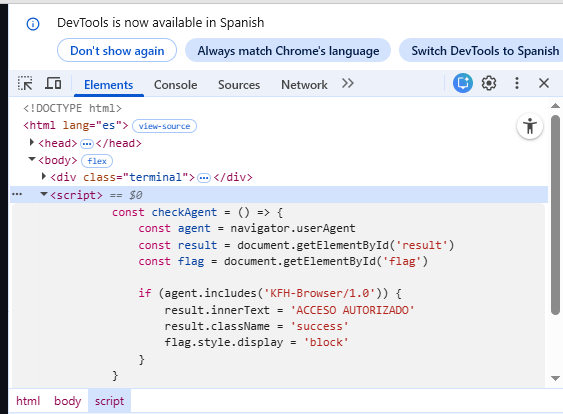 DevTools is now available in Spanish
Don't show again
Always match Chrome's language
Switch DevTools to Spanish
Elements Console Sources Network
<!DOCTYPE html>
<html lang="es"> view-source
<head> ... </head>
<body> flex
<div class="terminal"> ... </div>
... <script> == $0
const checkAgent = () => {
const agent = navigator.userAgent
const result = document.getElementById('result')
const flag = document.getElementById('flag')
if (agent.includes('KFH-Browser/1.0')) {
result.innerText = 'ACCESO AUTORIZADO'
result.className = 'success'
flag.style.display = 'block'
}
}
html body script